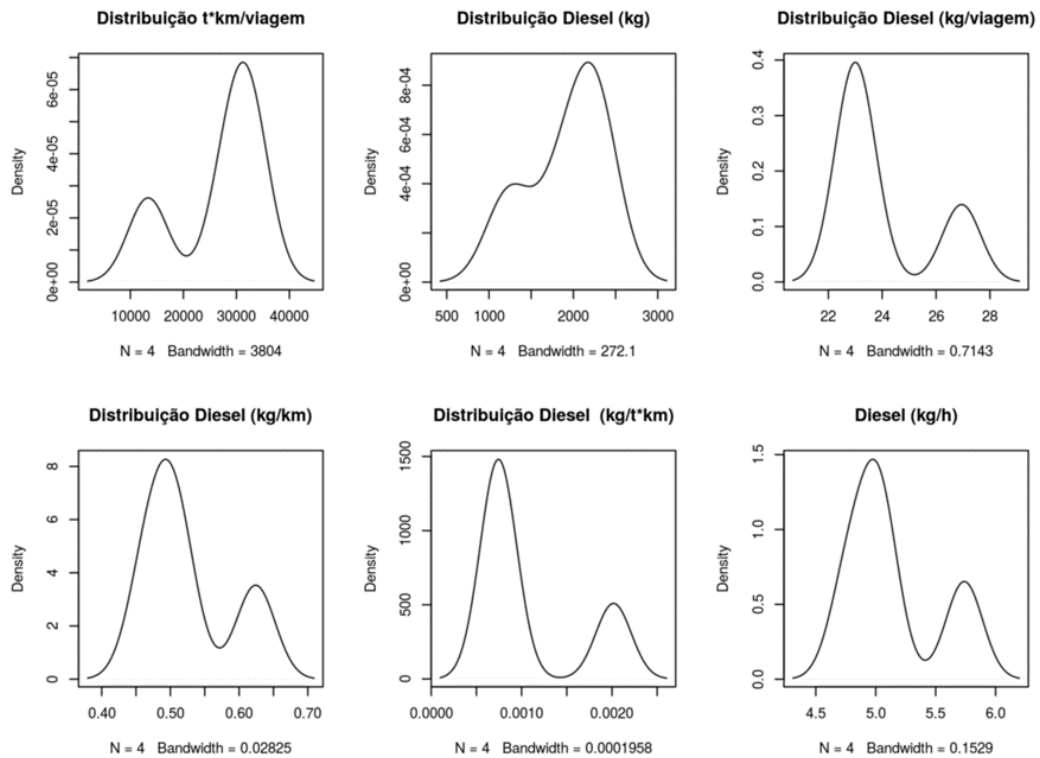 Distribuição t*km/viagem
Density
0e+00 2e-05 4e-05 6e-05
10000 20000 30000 40000
N = 4 Bandwidth = 3804
Distribuição Diesel (kg)
Density
0e+00 4e-04 6e-04 8e-04
500 1000 2000 3000
N = 4 Bandwidth = 272.1
Distribuição Diesel (kg/viagem)
Density
0.0 0.1 0.2 0.3 0.4
22 24 26 28
N = 4 Bandwidth = 0.7143
Distribuição Diesel (kg/km)
Density
0 2 4 6 8
0.40 0.50 0.60 0.70
N = 4 Bandwidth = 0.02825
Distribuição Diesel (kg/t*km)
Density
0 500 1000 1500
0.0000 0.0010 0.0020
N = 4 Bandwidth = 0.0001958
Diesel (kg/h)
Density
0.0 0.5 1.0 1.5
4.5 5.0 5.5 6.0
N = 4 Bandwidth = 0.1529